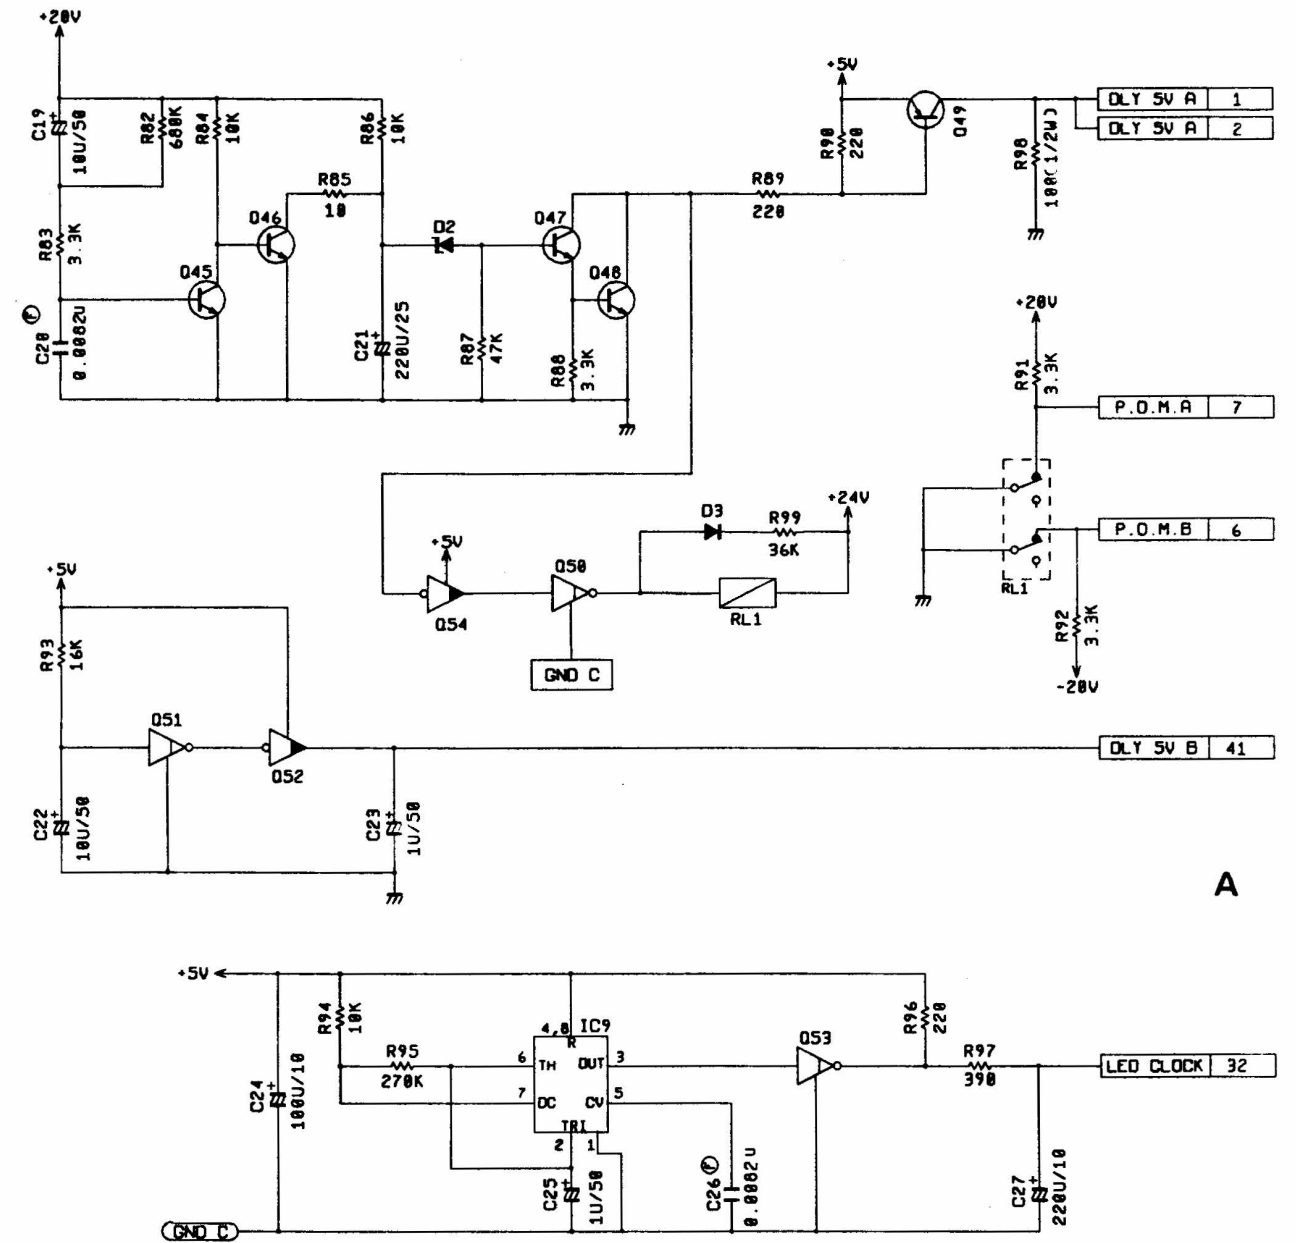 +20V
C19
+
10U/50
R82
680K
R84
10K
R86
10K
R83
3.3K
R85
10
Q46
Q45
C20
P
0.0082U
C21
+
220U/25
D2
R87
47K
Q47
Q48
R88
3.3K
R89
220
+5V
R90
220
Q49
R98
100(1/2W)
DLY 5V A 1
DLY 5V A 2
+20V
R91
3.3K
P.O.M.A 7
P.O.M.B 6
RL1
R92
3.3K
-20V
+5V
Q54
Q50
GND C
D3
R99
36K
+24V
RL1
+5V
R93
16K
Q51
Q52
C22
+
10U/50
C23
+
1U/50
DLY 5V B 41
A
+5V
R94
10K
R95
270K
C24
+
100U/10
4,8
IC9
R
6
TH
OUT
3
7
DC
CV
5
TRI
2
1
C25
+
1U/50
C26
P
0.0082U
Q53
R96
220
R97
390
LED CLOCK 32
C27
+
220U/10
GND C